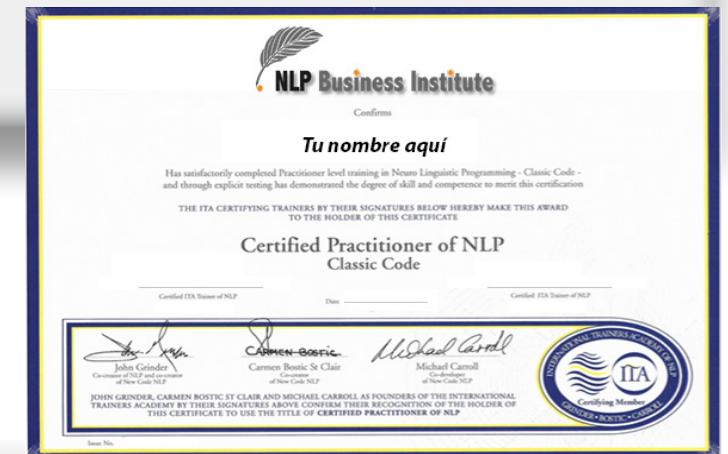 NLP Business Institute
Confirms
Tu nombre aquí
Has satisfactorily completed Practitioner level training in Neuro Linguistic Programming - Classic Code -
and through explicit testing has demonstrated the degree of skill and competence to merit this certification
THE ITA CERTIFYING TRAINERS BY THEIR SIGNATURES BELOW HEREBY MAKE THIS AWARD
TO THE HOLDER OF THIS CERTIFICATE
Certified Practitioner of NLP
Classic Code
Certified ITA Trainer of NLP
Date
Certified ITA Trainer of NLP
CARMEN BOSTIC
Michael Carroll
John Grinder
Co-creator of NLP and co-creator
of New Code NLP
Carmen Bostic St Clair
Co-creator
of New Code NLP
Michael Carroll
Co-developer
of New Code NLP
JOHN GRINDER, CARMEN BOSTIC ST CLAIR AND MICHAEL CARROLL AS FOUNDERS OF THE INTERNATIONAL
TRAINERS ACADEMY BY THEIR SIGNATURES ABOVE CONFIRM THEIR RECOGNITION OF THE HOLDER OF
THIS CERTIFICATE TO USE THE TITLE OF CERTIFIED PRACTITIONER OF NLP
INTERNATIONAL TRAINERS ACADEMY OF NLP
ITA
Certifying Member
GRINDER • BOSTIC • CARROLL
Issue No.